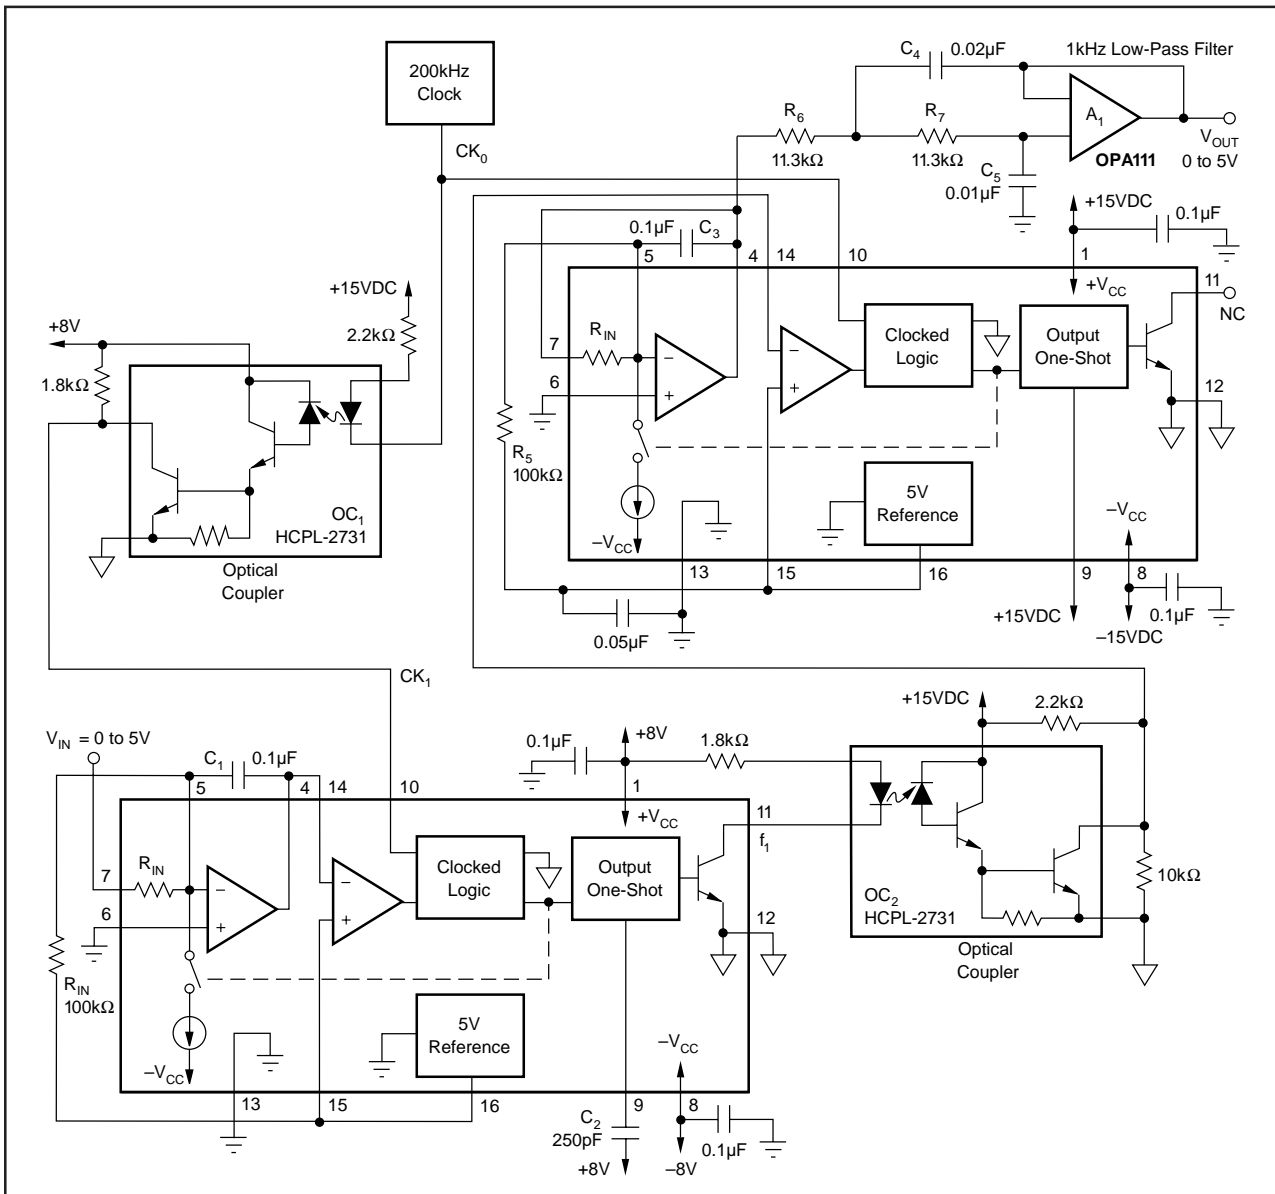 200kHz
Clock
CK0
C4
0.02µF
1kHz Low-Pass Filter
R6
11.3kΩ
R7
11.3kΩ
A1
OPA111
VOUT
0 to 5V
C5
0.01µF
+15VDC
0.1µF
0.1µF
C3
5
4
14
10
1
+VCC
11
NC
+15VDC
2.2kΩ
+8V
1.8kΩ
RIN
7
6
–
+
–
+
Clocked
Logic
Output
One-Shot
12
R5
100kΩ
5V
Reference
–VCC
–VCC
13
15
16
9
8
0.05µF
+15VDC
0.1µF
–15VDC
OC1
HCPL-2731
Optical
Coupler
CK1
VIN = 0 to 5V
C1
0.1µF
5
4
14
10
0.1µF
+8V
1
+VCC
1.8kΩ
+15VDC
2.2kΩ
11
f1
RIN
7
6
–
+
–
+
Clocked
Logic
Output
One-Shot
12
OC2
HCPL-2731
10kΩ
Optical
Coupler
RIN
100kΩ
5V
Reference
–VCC
–VCC
13
15
16
9
8
C2
250pF
+8V
–8V
0.1µF